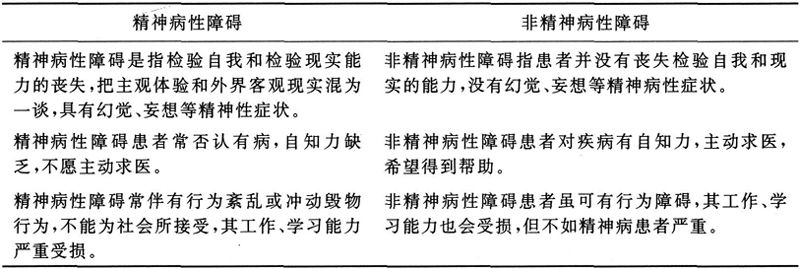 精神病性障碍
非精神病性障碍
精神病性障碍是指检验自我和检验现实能
力的丧失,把主观体验和外界客观现实混为
一谈,具有幻觉、妄想等精神性症状。
非精神病性障碍指患者并没有丧失检验自我和现
实的能力,没有幻觉、妄想等精神病性症状。
精神病性障碍患者常否认有病,自知力缺
乏,不愿主动求医。
非精神病性障碍患者对疾病有自知力,主动求医,
希望得到帮助。
精神病性障碍常伴有行为紊乱或冲动毁物
行为,不能为社会所接受,其工作、学习能力
严重受损。
非精神病性障碍患者虽可有行为障碍,其工作、学
习能力也会受损,但不如精神病患者严重。